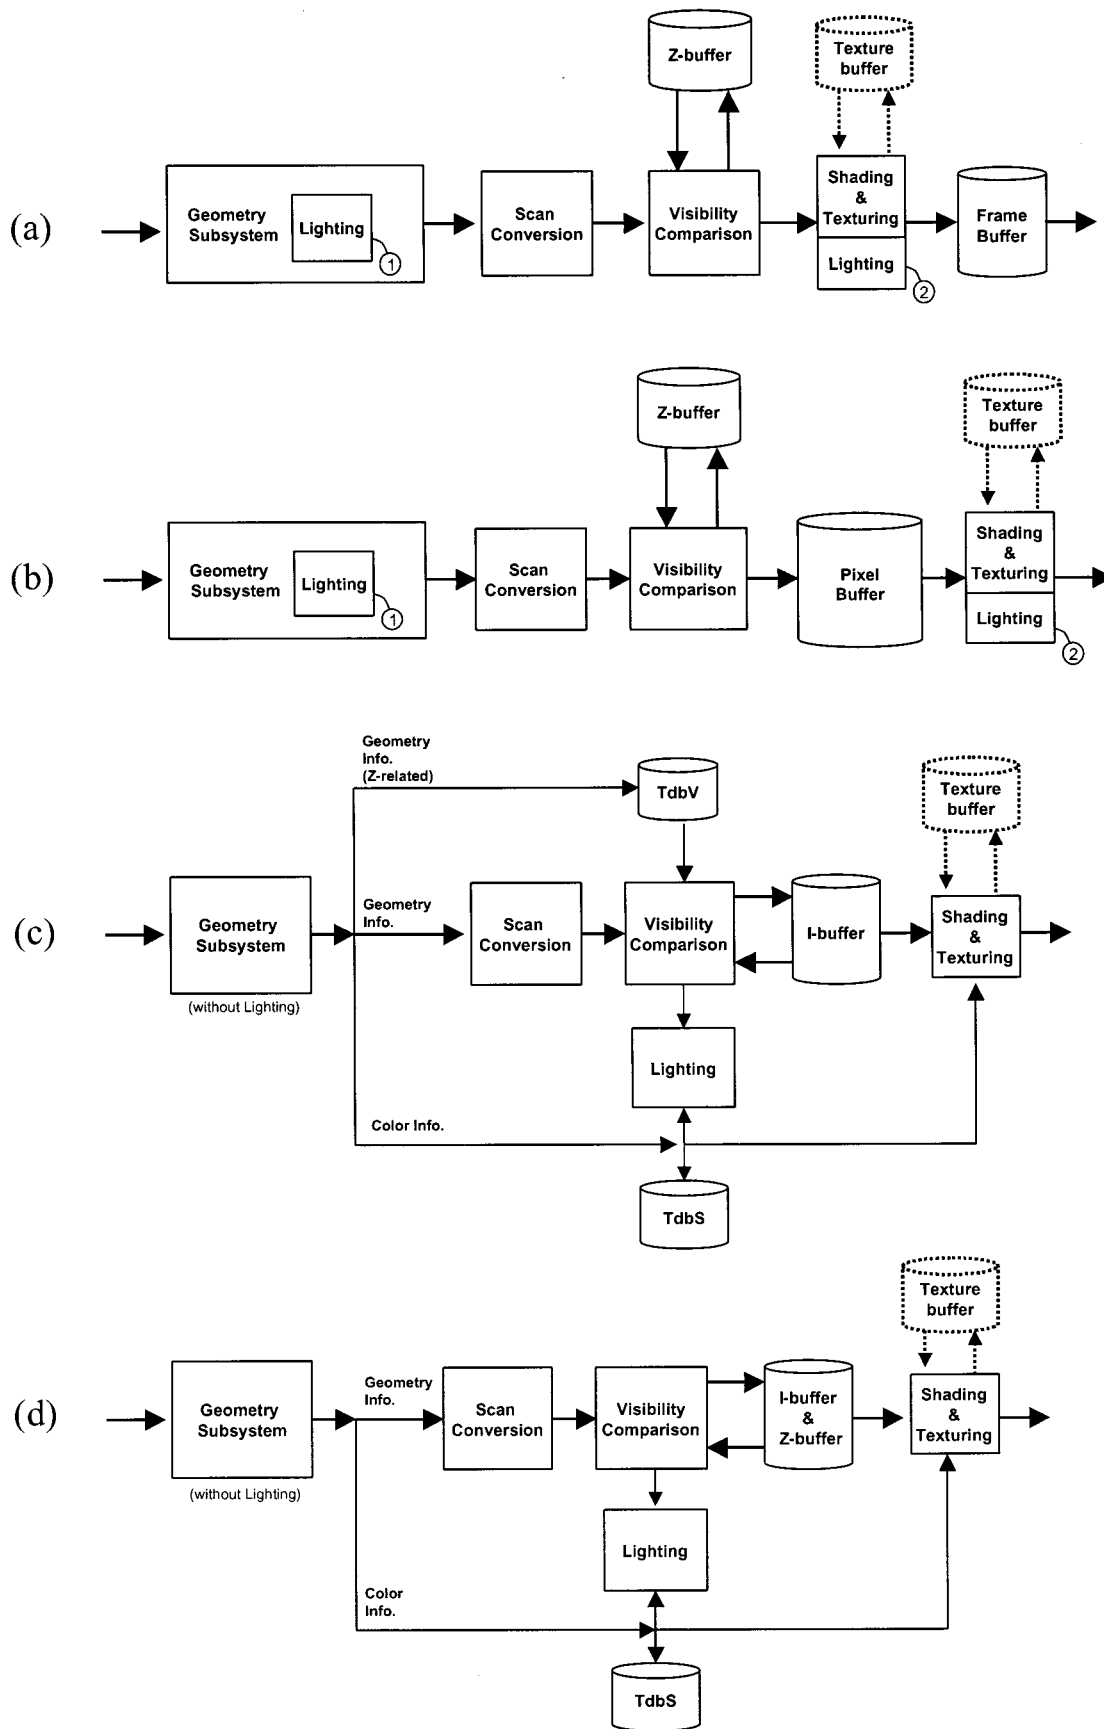 Z-buffer
Texture
buffer
(a)
Geometry
Subsystem
Lighting
1
Scan
Conversion
Visibility
Comparison
Shading
&
Texturing
Lighting
2
Frame
Buffer
Z-buffer
Texture
buffer
(b)
Geometry
Subsystem
Lighting
1
Scan
Conversion
Visibility
Comparison
Pixel
Buffer
Shading
&
Texturing
Lighting
2
Geometry
Info.
(Z-related)
TdbV
Texture
buffer
(c)
Geometry
Subsystem
(without Lighting)
Geometry
Info.
Scan
Conversion
Visibility
Comparison
I-buffer
Shading
&
Texturing
Lighting
Color Info.
TdbS
Texture
buffer
(d)
Geometry
Subsystem
(without Lighting)
Geometry
Info.
Scan
Conversion
Visibility
Comparison
I-buffer
&
Z-buffer
Shading
&
Texturing
Lighting
Color
Info.
TdbS